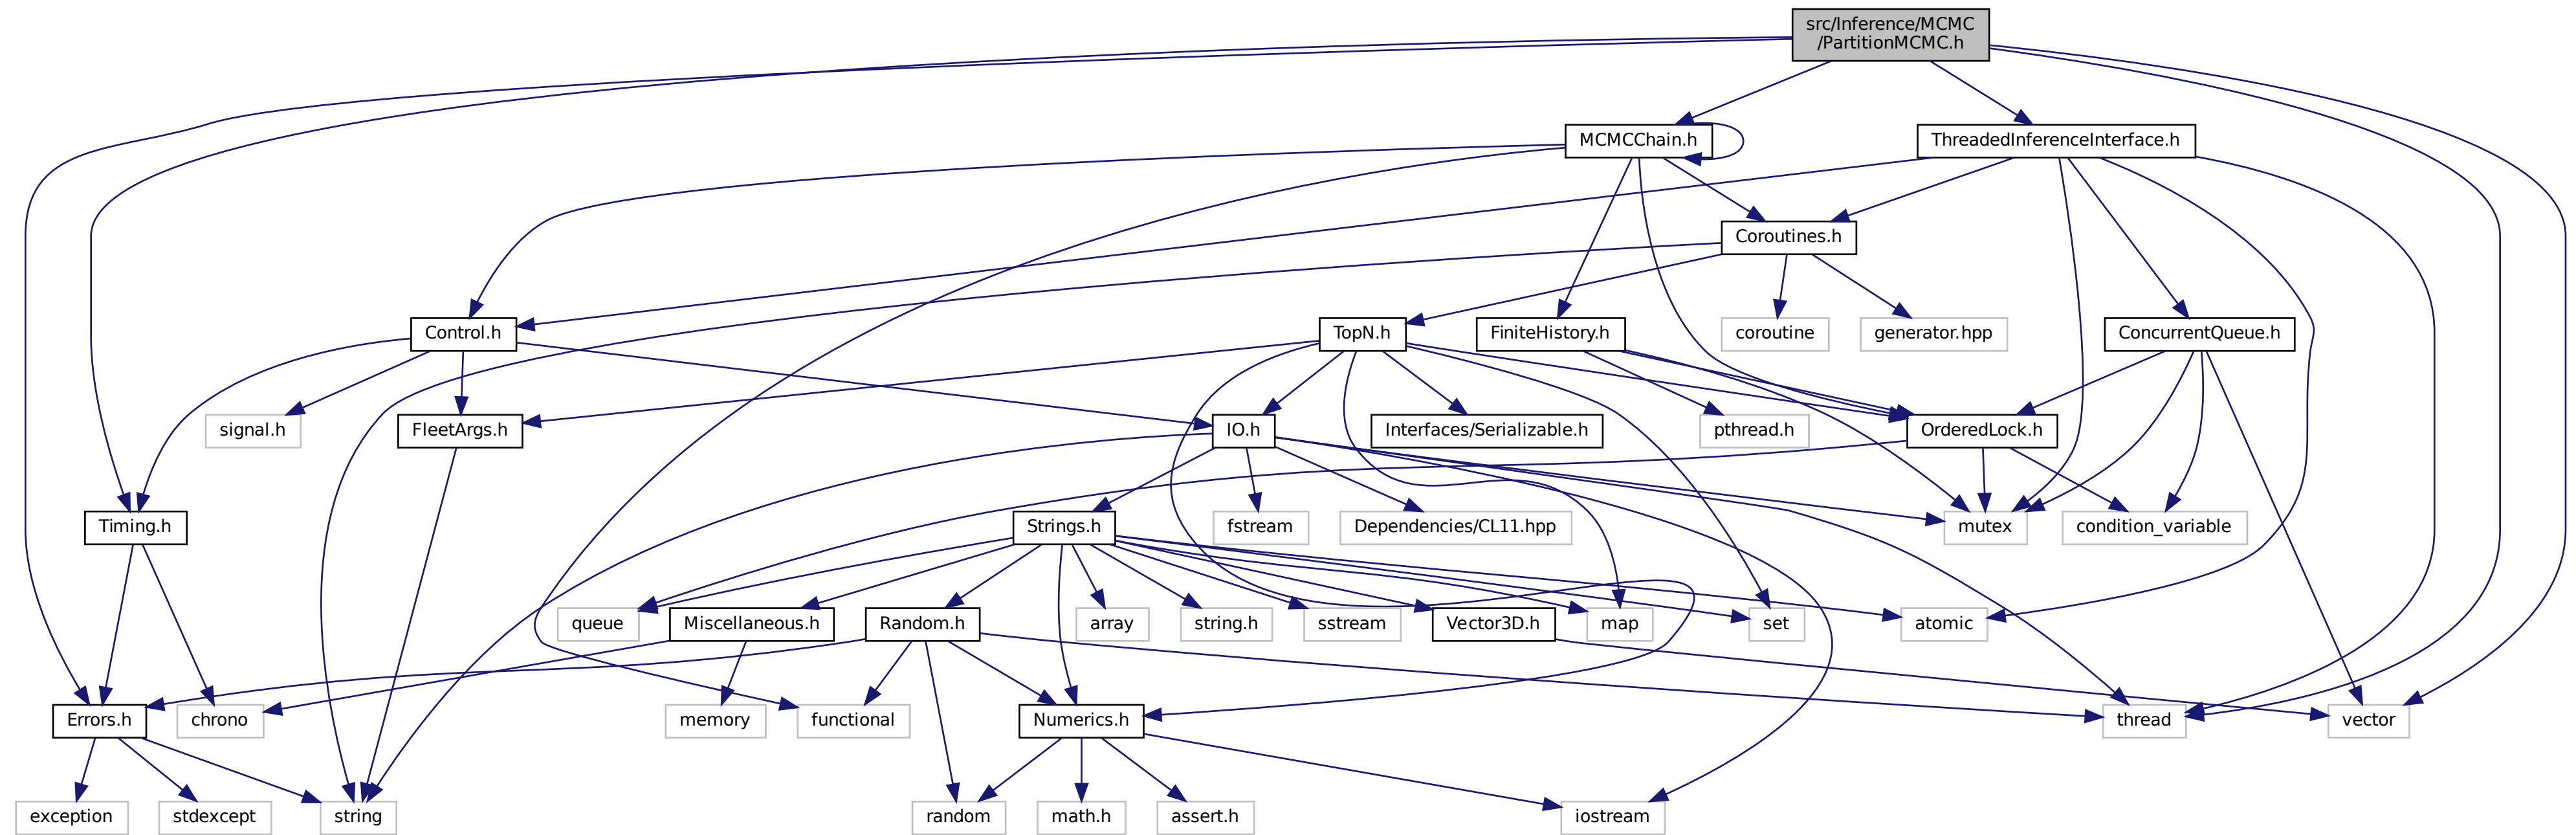 src/Inference/MCMC
/PartitionMCMC.h
MCMCChain.h
ThreadedInferenceInterface.h
Coroutines.h
Control.h
TopN.h
FiniteHistory.h
coroutine
generator.hpp
ConcurrentQueue.h
signal.h
FleetArgs.h
IO.h
Interfaces/Serializable.h
pthread.h
OrderedLock.h
Timing.h
Strings.h
fstream
Dependencies/CL11.hpp
mutex
condition_variable
queue
Miscellaneous.h
Random.h
array
string.h
sstream
Vector3D.h
map
set
atomic
Errors.h
chrono
memory
functional
Numerics.h
thread
vector
exception
stdexcept
string
random
math.h
assert.h
iostream